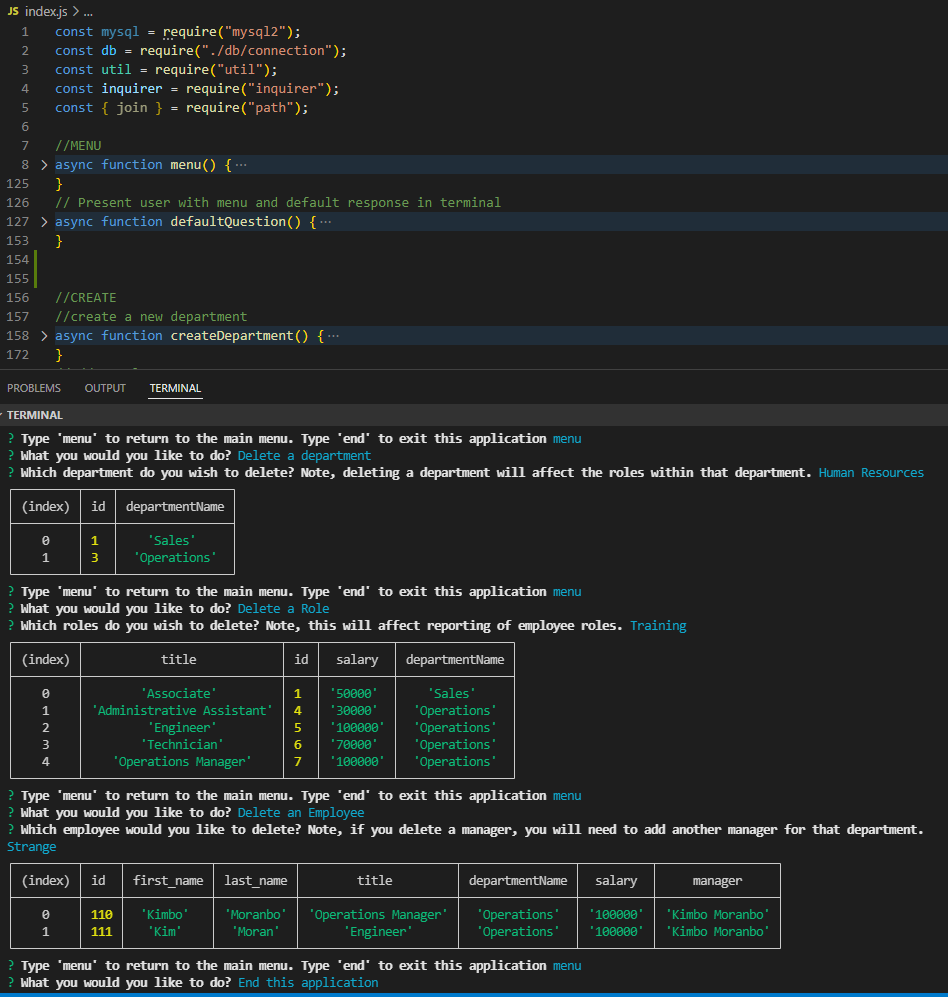 JS index.js > ...
1 const mysql = require("mysql2");
2 const db = require("./db/connection");
3 const util = require("util");
4 const inquirer = require("inquirer");
5 const { join } = require("path");
6
7 //MENU
8 > async function menu() { ...
125 }
126 // Present user with menu and default response in terminal
127 > async function defaultQuestion() { ...
153 }
154
155
156 //CREATE
157 //create a new department
158 > async function createDepartment() { ...
172 }
PROBLEMS OUTPUT TERMINAL
TERMINAL
? Type 'menu' to return to the main menu. Type 'end' to exit this application menu
? What you would you like to do? Delete a department
? Which department do you wish to delete? Note, deleting a department will affect the roles within that department. Human Resources
(index) id departmentName
0 1 'Sales'
1 3 'Operations'
? Type 'menu' to return to the main menu. Type 'end' to exit this application menu
? What you would you like to do? Delete a Role
? Which roles do you wish to delete? Note, this will affect reporting of employee roles. Training
(index) title id salary departmentName
0 'Associate' 1 '50000' 'Sales'
1 'Administrative Assistant' 4 '30000' 'Operations'
2 'Engineer' 5 '100000' 'Operations'
3 'Technician' 6 '70000' 'Operations'
4 'Operations Manager' 7 '100000' 'Operations'
? Type 'menu' to return to the main menu. Type 'end' to exit this application menu
? What you would you like to do? Delete an Employee
? Which employee would you like to delete? Note, if you delete a manager, you will need to add another manager for that department.
Strange
(index) id first_name last_name title departmentName salary manager
0 110 'Kimbo' 'Moranbo' 'Operations Manager' 'Operations' '100000' 'Kimbo Moranbo'
1 111 'Kim' 'Moran' 'Engineer' 'Operations' '100000' 'Kimbo Moranbo'
? Type 'menu' to return to the main menu. Type 'end' to exit this application menu
? What you would you like to do? End this application